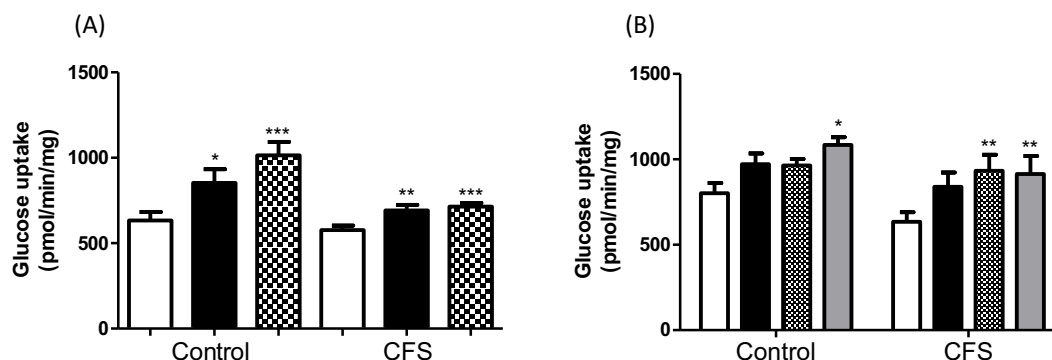 (A)
Glucose uptake
(pmol/min/mg)
1500
1000
500
0
*
***
**
***
Control CFS
(B)
Glucose uptake
(pmol/min/mg)
1500
1000
500
0
*
**
**
Control CFS